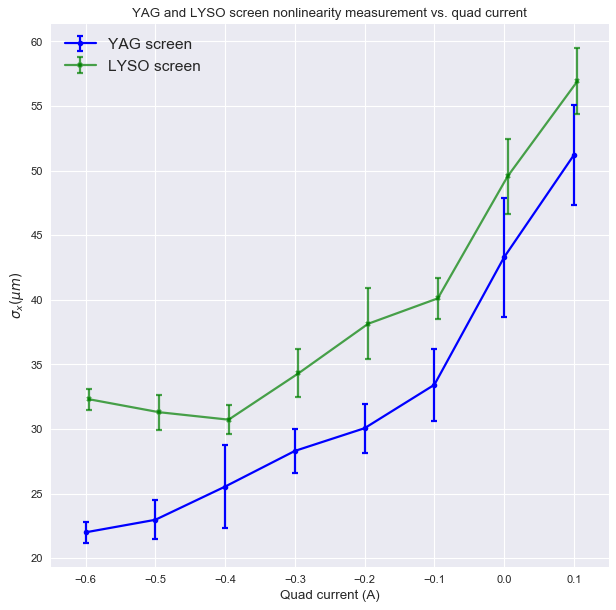 YAG and LYSO screen nonlinearity measurement vs. quad current
YAG screen
LYSO screen
σx(μm)
60
55
50
45
40
35
30
25
20
−0.6 −0.5 −0.4 −0.3 −0.2 −0.1 0.0 0.1
Quad current (A)